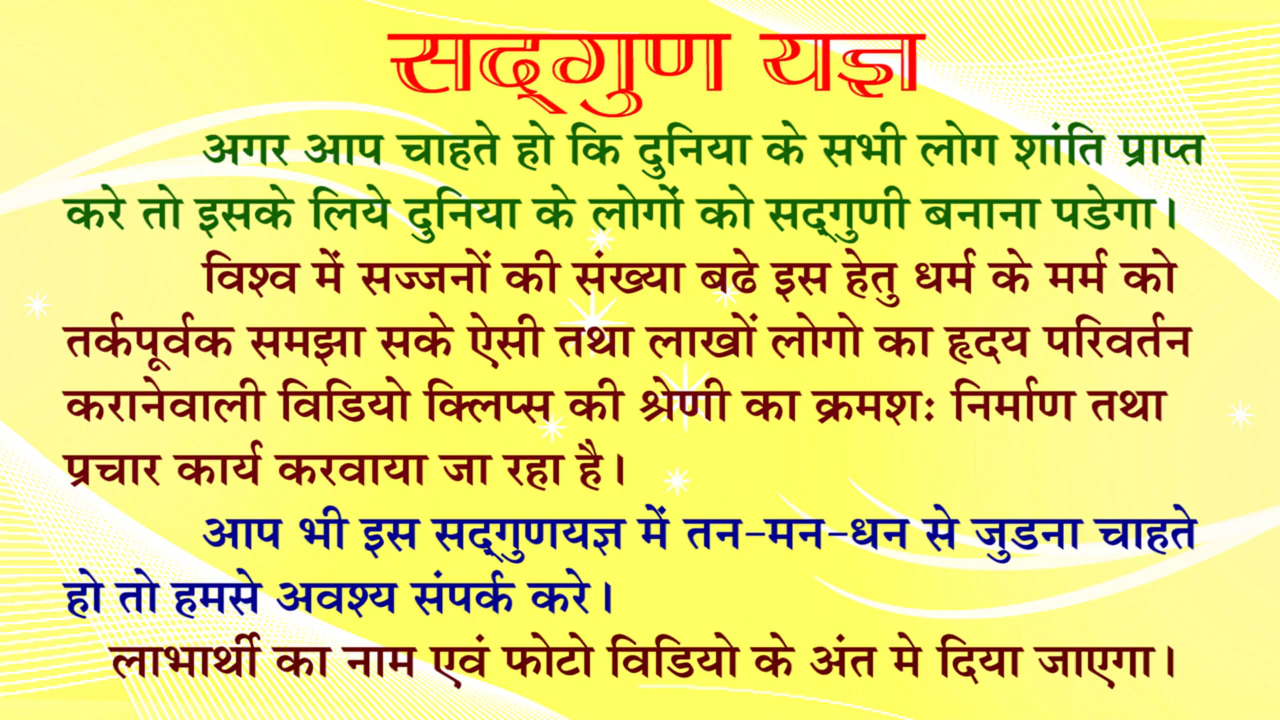 सद्‌गुण यज्ञ
अगर आप चाहते हो कि दुनिया के सभी लोग शांति प्राप्त
करे तो इसके लिये दुनिया के लोगों को सद्‌गुणी बनाना पडेगा।
विश्व में सज्जनों की संख्या बढे इस हेतु धर्म के मर्म को
तर्कपूर्वक समझा सके ऐसी तथा लाखों लोगो का हृदय परिवर्तन
करानेवाली विडियो क्लिप्स की श्रेणी का क्रमशः निर्माण तथा
प्रचार कार्य करवाया जा रहा है।
आप भी इस सद्‌गुणयज्ञ में तन-मन-धन से जुडना चाहते
हो तो हमसे अवश्य संपर्क करे।
लाभार्थी का नाम एवं फोटो विडियो के अंत मे दिया जाएगा।